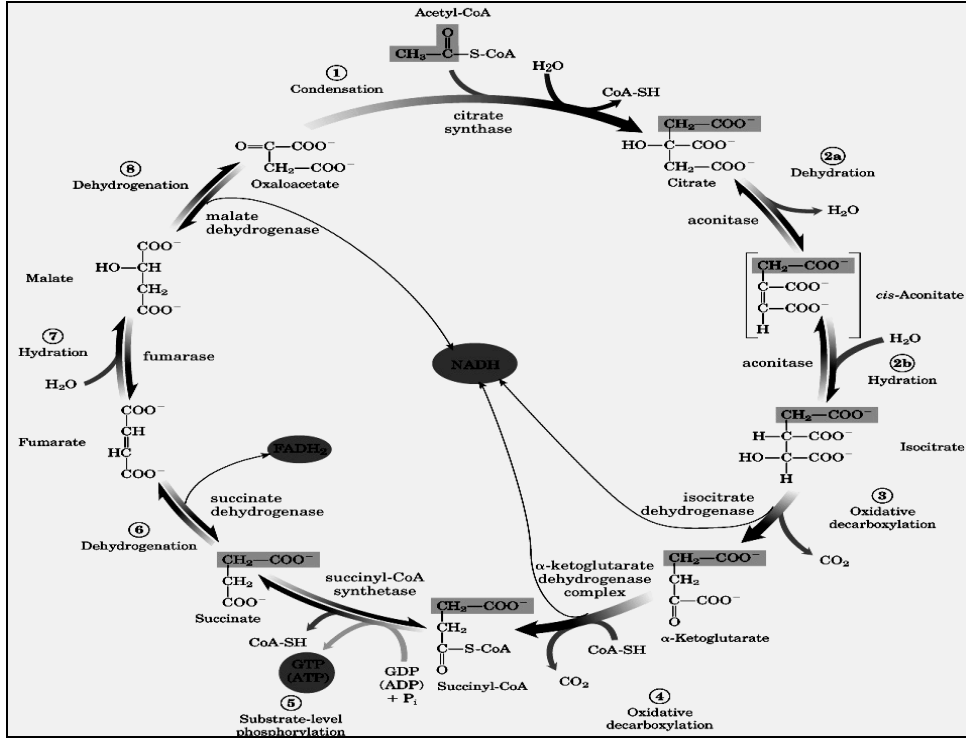 Acetyl-CoA
O
CH₃—C—S-CoA
① 
Condensation
H₂O
CoA-SH
citrate
synthase
CH₂—COO⁻
HO—C—COO⁻
CH₂—COO⁻
Citrate
2a
Dehydration
aconitase
H₂O
CH₂—COO⁻
C—COO⁻
C—COO⁻
H
cis-Aconitate
aconitase
H₂O
2b
Hydration
CH₂—COO⁻
H—C—COO⁻
HO—C—COO⁻
H
Isocitrate
isocitrate
dehydrogenase
③
Oxidative
decarboxylation
CO₂
CH₂—COO⁻
CH₂
C—COO⁻
O
α-Ketoglutarate
α-ketoglutarate
dehydrogenase
complex
CoA-SH
CO₂
④
Oxidative
decarboxylation
CH₂—COO⁻
CH₂
C—S-CoA
O
Succinyl-CoA
succinyl-CoA
synthetase
CoA-SH
GTP
(ATP)
GDP
(ADP)
+ Pᵢ
⑤
Substrate-level
phosphorylation
CH₂—COO⁻
CH₂
COO⁻
Succinate
succinate
dehydrogenase
FADH₂
⑥
Dehydrogenation
COO⁻
CH
HC
COO⁻
Fumarate
⑦
Hydration
H₂O
fumarase
COO⁻
HO—CH
CH₂
COO⁻
Malate
malate
dehydrogenase
⑧
Dehydrogenation
O=C—COO⁻
CH₂—COO⁻
Oxaloacetate
NADH